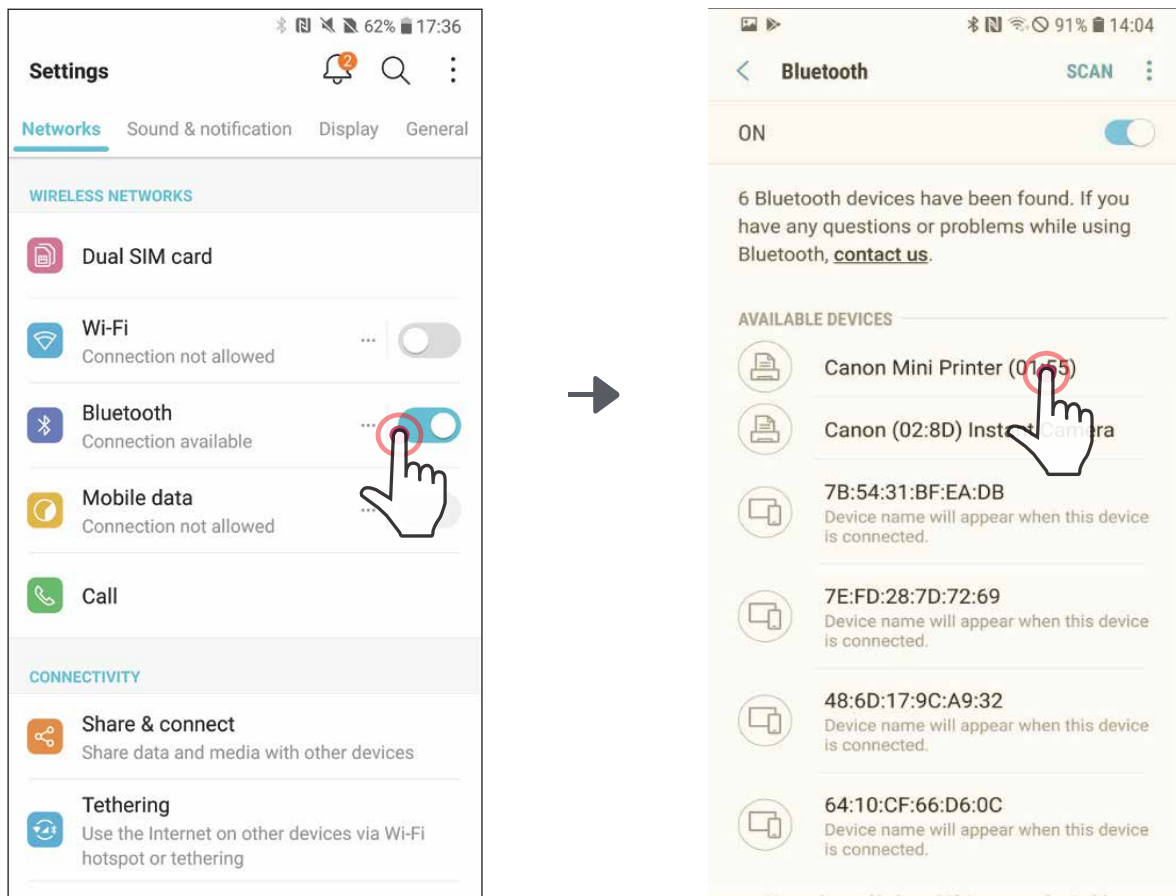 62% 17:36
Settings
2
Networks Sound & notification Display General
WIRELESS NETWORKS
Dual SIM card
Wi-Fi
Connection not allowed
Bluetooth
Connection available
Mobile data
Connection not allowed
Call
CONNECTIVITY
Share & connect
Share data and media with other devices
Tethering
Use the Internet on other devices via Wi-Fi
hotspot or tethering
91% 14:04
Bluetooth SCAN
ON
6 Bluetooth devices have been found. If you
have any questions or problems while using
Bluetooth, contact us.
AVAILABLE DEVICES
Canon Mini Printer (01:55)
Canon (02:8D) Instant Camera
7B:54:31:BF:EA:DB
Device name will appear when this device
is connected.
7E:FD:28:7D:72:69
Device name will appear when this device
is connected.
48:6D:17:9C:A9:32
Device name will appear when this device
is connected.
64:10:CF:66:D6:0C
Device name will appear when this device
is connected.